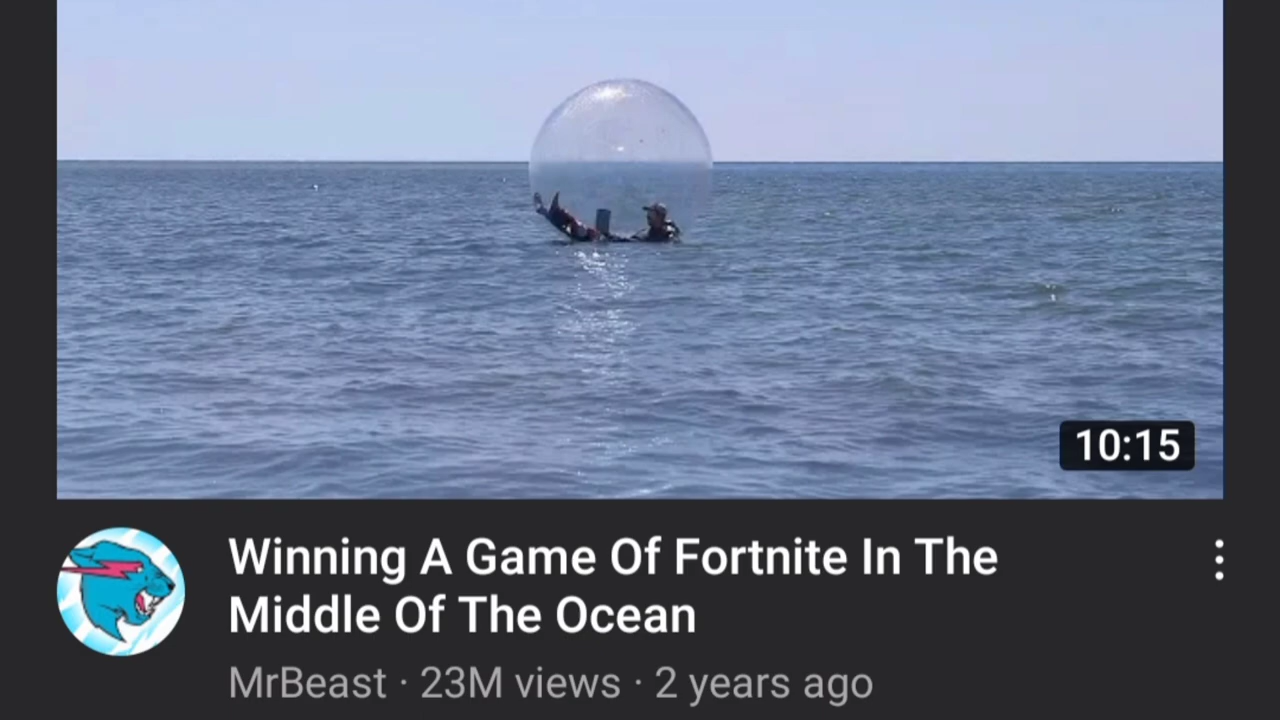 10:15
Winning A Game Of Fortnite In The
Middle Of The Ocean
MrBeast · 23M views · 2 years ago